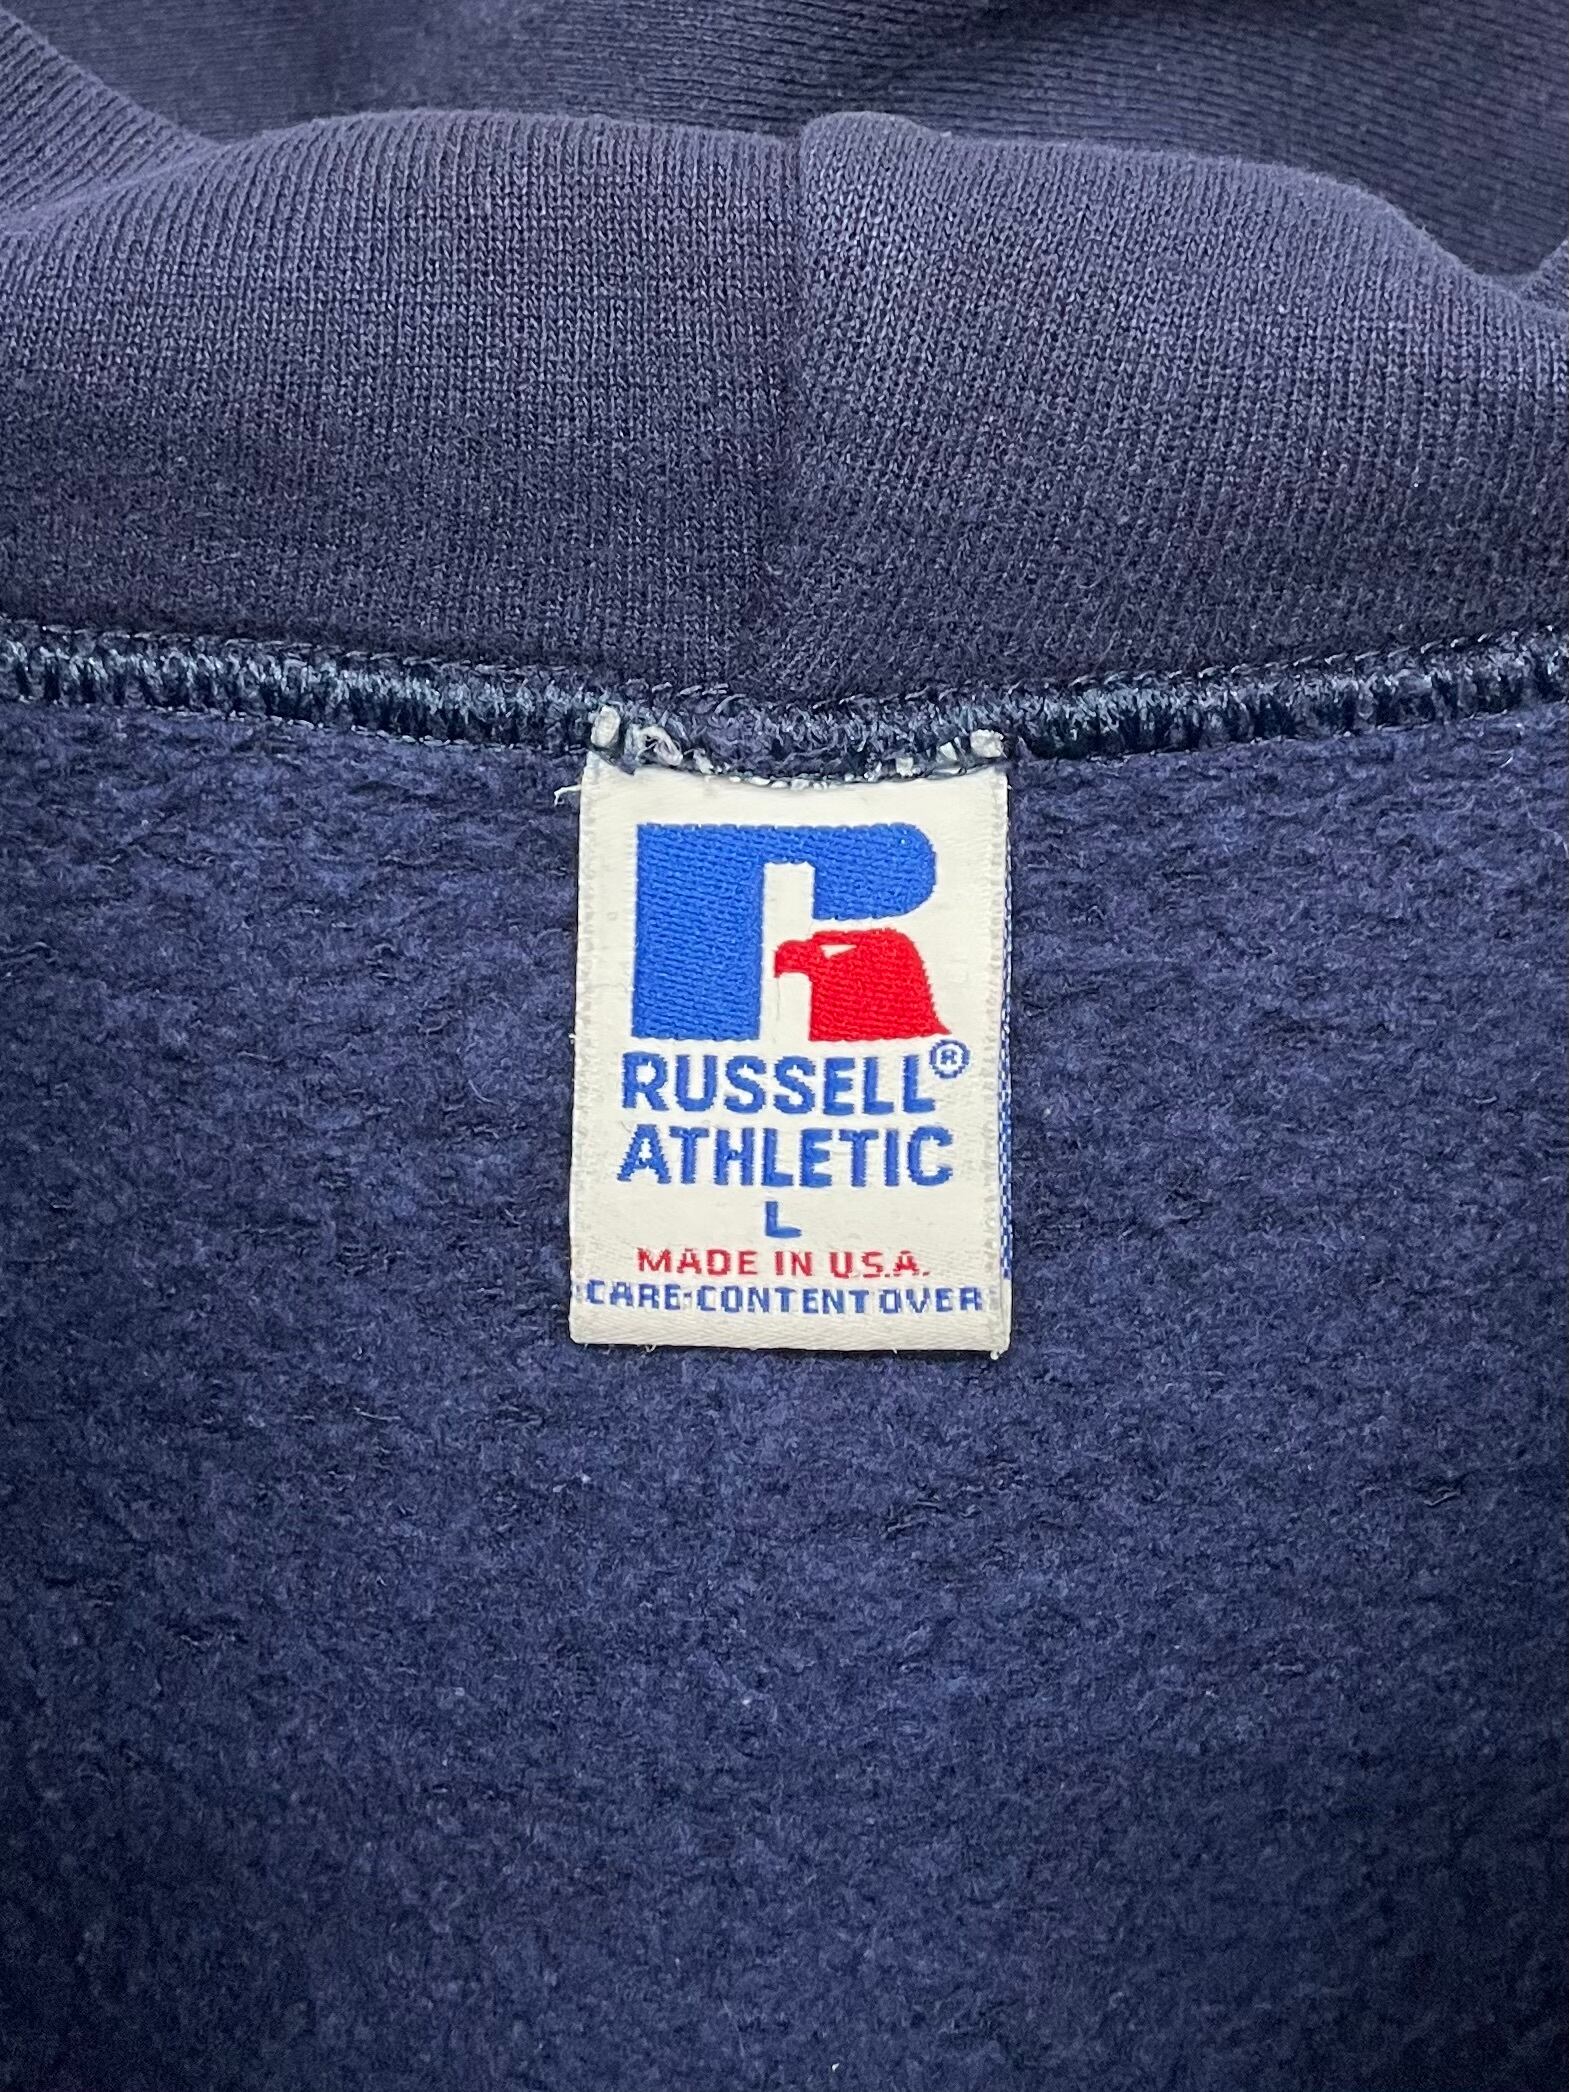 R
RUSSELL®
ATHLETIC
L
MADE IN U.S.A.
CARE-CONTENT OVER